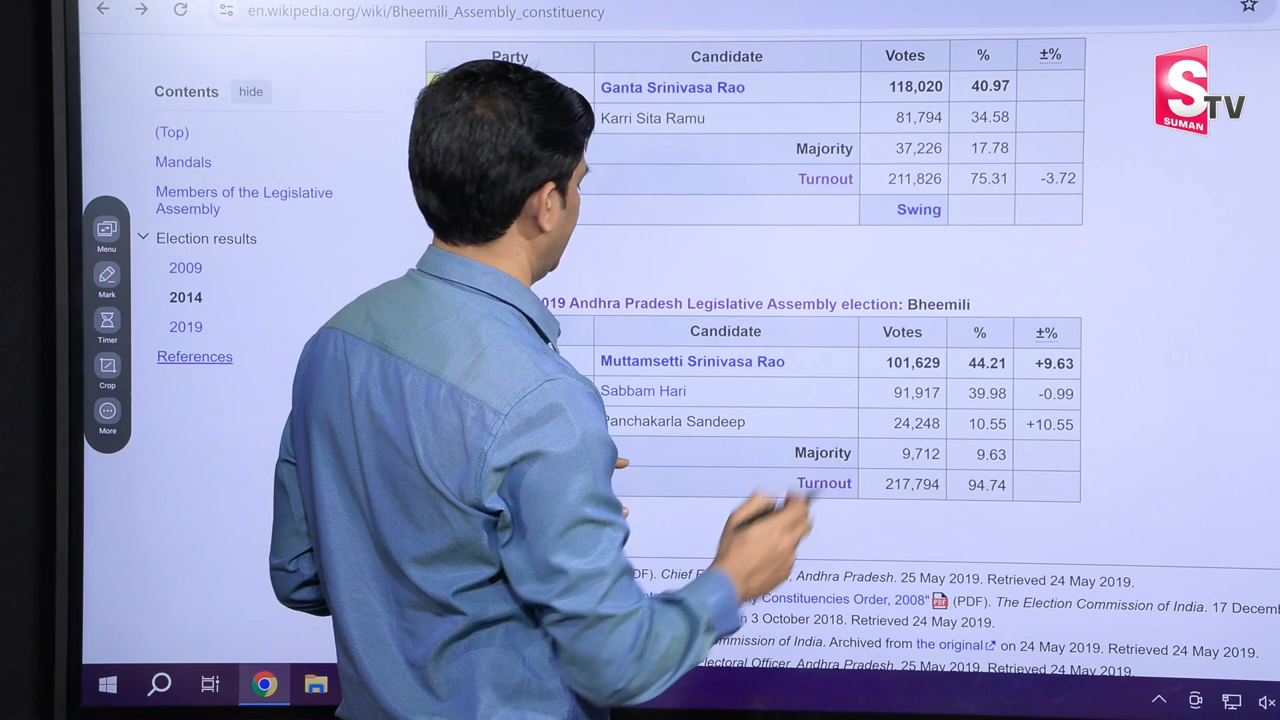 en.wikipedia.org/wiki/Bheemili_Assembly_constituency
Contents hide
(Top)
Mandals
Members of the Legislative
Assembly
Election results
2009
2014
2019
References
Menu
Mark
Timer
Crop
More
Party Candidate Votes % ±%
Ganta Srinivasa Rao 118,020 40.97
Karri Sita Ramu 81,794 34.58
Majority 37,226 17.78
Turnout 211,826 75.31 -3.72
Swing
019 Andhra Pradesh Legislative Assembly election: Bheemili
Candidate Votes % ±%
Muttamsetti Srinivasa Rao 101,629 44.21 +9.63
Sabbam Hari 91,917 39.98 -0.99
Panchakarla Sandeep 24,248 10.55 +10.55
Majority 9,712 9.63
Turnout 217,794 94.74
DF). Chief Andhra Pradesh. 25 May 2019. Retrieved 24 May 2019.
Constituencies Order, 2008" (PDF). The Election Commission of India. 17
3 October 2018. Retrieved 24 May 2019.
of India. Archived from the original on 24 May 2019. Retrieved 24 May 2019.
Electoral Officer, Andhra Pradesh. 25 May 2019. Retrieved 24 May 2019.
S TV
SUMAN